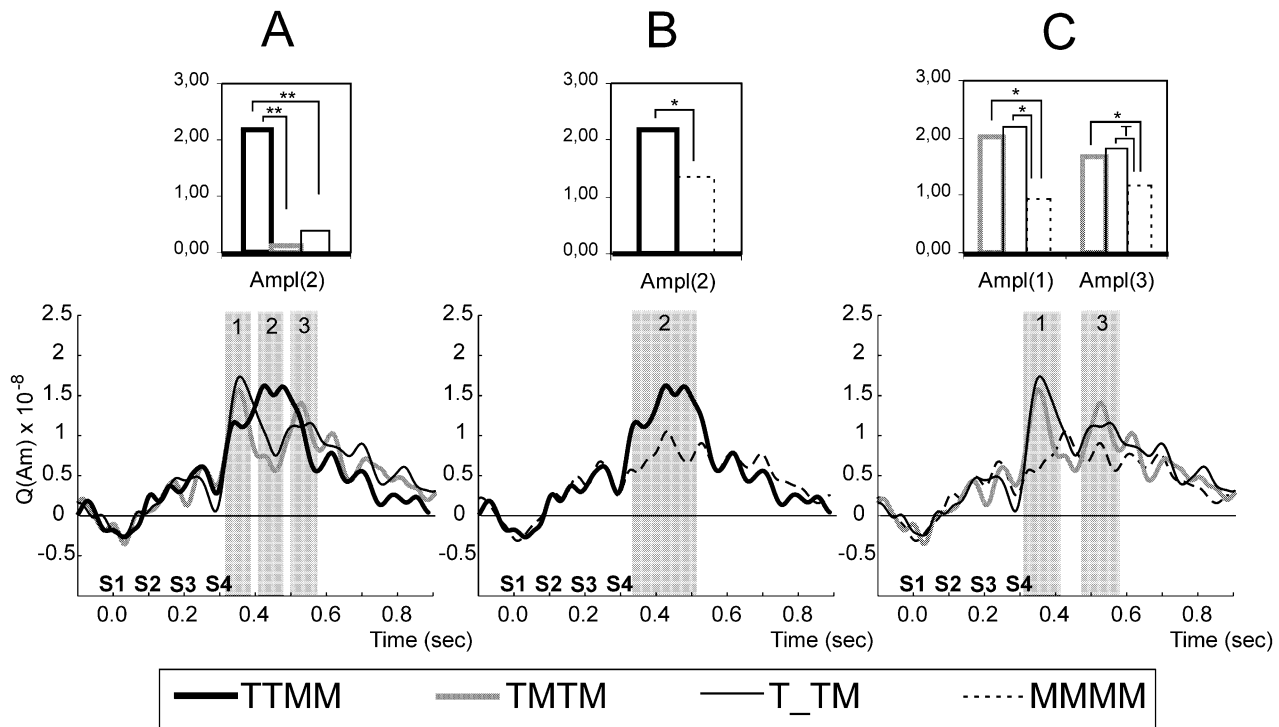 A B C
3,00 3,00 3,00
** * *
** *
* T
2,00 2,00 2,00
1,00 1,00 1,00
0,00 0,00 0,00
Ampl(2) Ampl(2) Ampl(1) Ampl(3)
2.5 2.5 2.5
1 2 3 2 1 3
2 2 2
1.5 1.5 1.5
1 1 1
0.5 0.5 0.5
0 0 0
-0.5 -0.5 -0.5
Q(Am) x 10-8
S1 S2 S3 S4 S1 S2 S3 S4 S1 S2 S3 S4
0.0 0.2 0.4 0.6 0.8 0.0 0.2 0.4 0.6 0.8 0.0 0.2 0.4 0.6 0.8
Time (sec) Time (sec) Time (sec)
TTMM TMTM T_TM MMMM